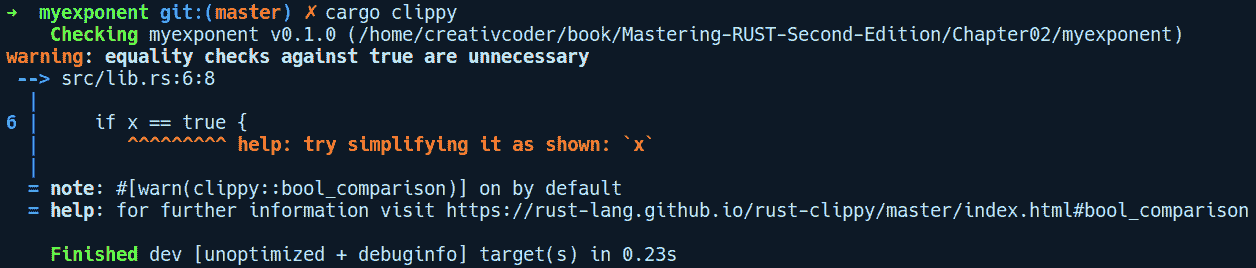 ➜  myexponent git:(master) ✗ cargo clippy
    Checking myexponent v0.1.0 (/home/creativcoder/book/Mastering-RUST-Second-Edition/Chapter02/myexponent)
warning: equality checks against true are unnecessary
 --> src/lib.rs:6:8
  |
6 |     if x == true {
  |        ^^^^^^^^^ help: try simplifying it as shown: `x`
  |
  = note: #[warn(clippy::bool_comparison)] on by default
  = help: for further information visit https://rust-lang.github.io/rust-clippy/master/index.html#bool_comparison

    Finished dev [unoptimized + debuginfo] target(s) in 0.23s